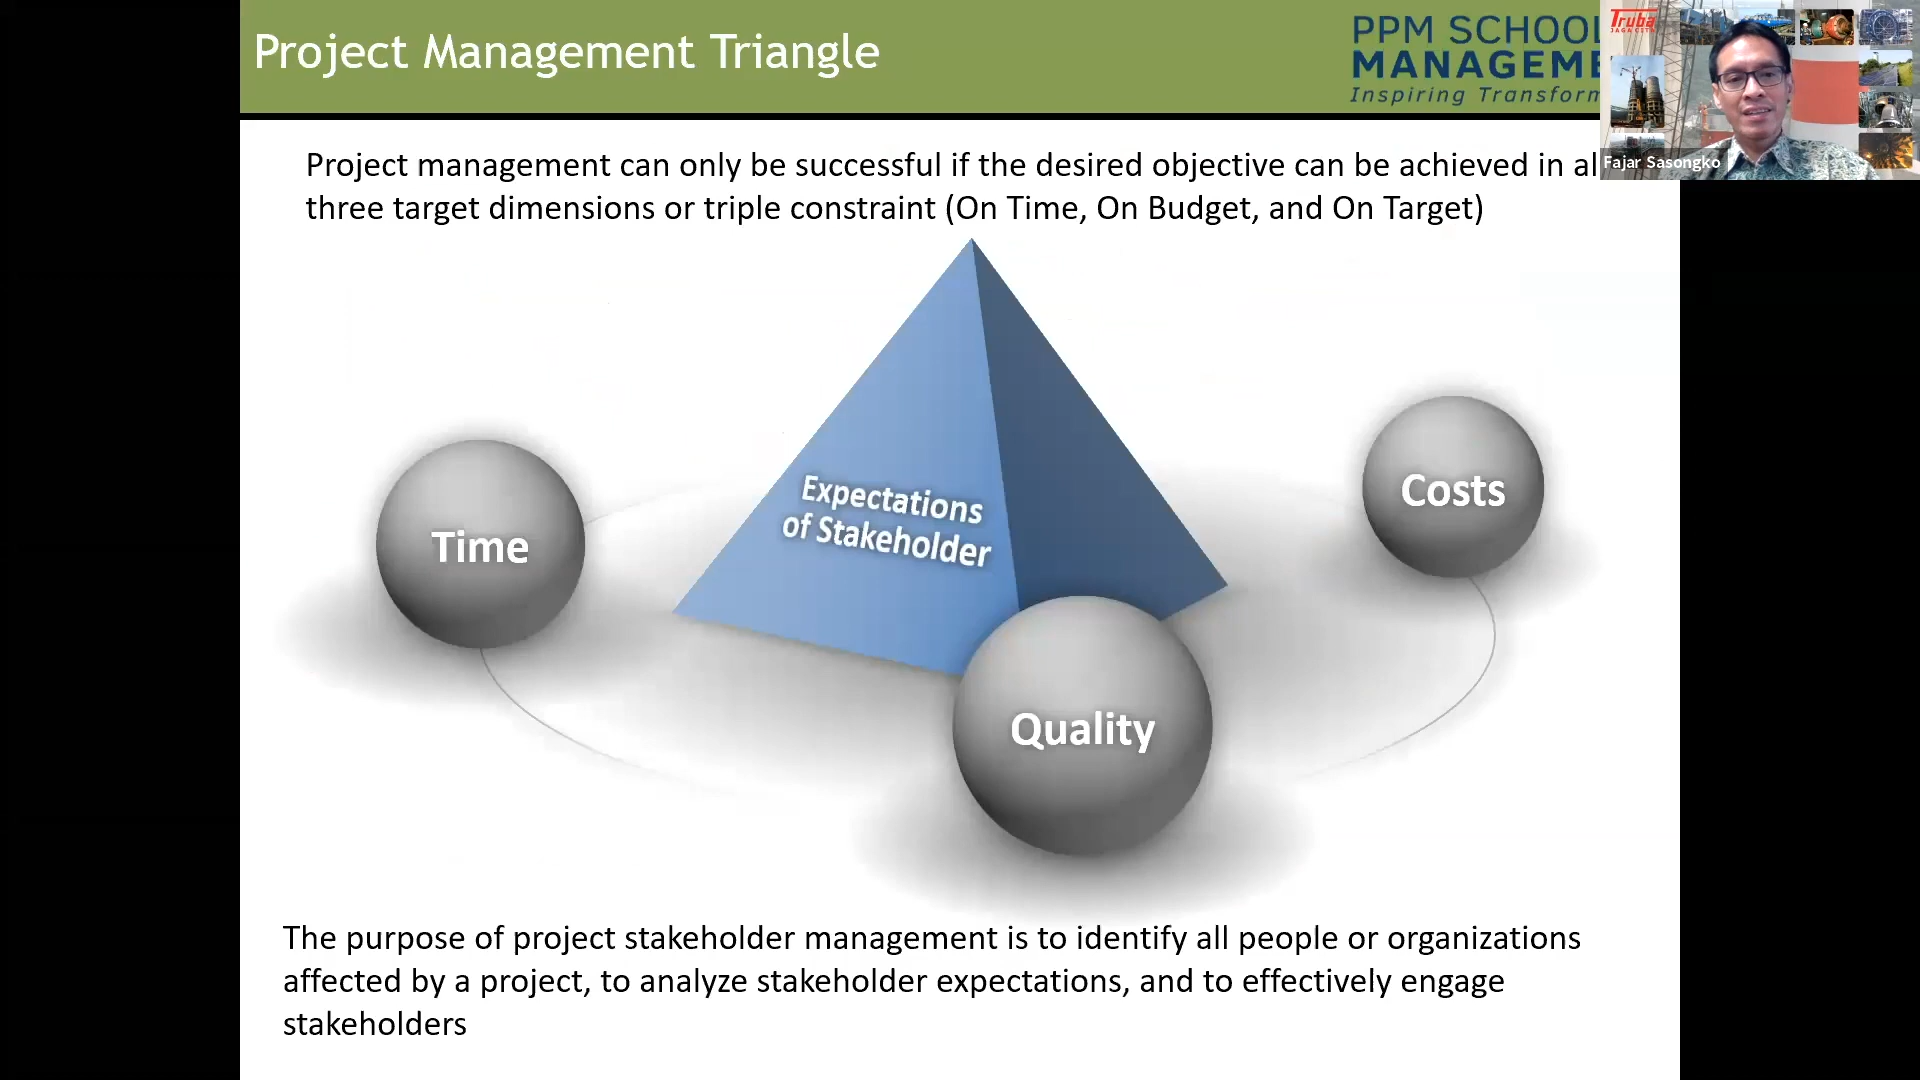 Project Management Triangle
PPM SCHOOL
MANAGEME
Inspiring Transform
Truba
JAGA CITA
Fajar Sasongko
Project management can only be successful if the desired objective can be achieved in al
three target dimensions or triple constraint (On Time, On Budget, and On Target)
Expectations
of Stakeholder
Time
Costs
Quality
The purpose of project stakeholder management is to identify all people or organizations
affected by a project, to analyze stakeholder expectations, and to effectively engage
stakeholders